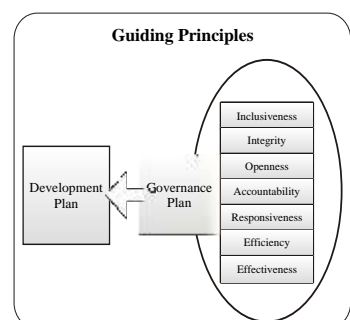 Guiding Principles
Development
Plan
Governance
Plan
Inclusiveness
Integrity
Openness
Accountability
Responsiveness
Efficiency
Effectiveness